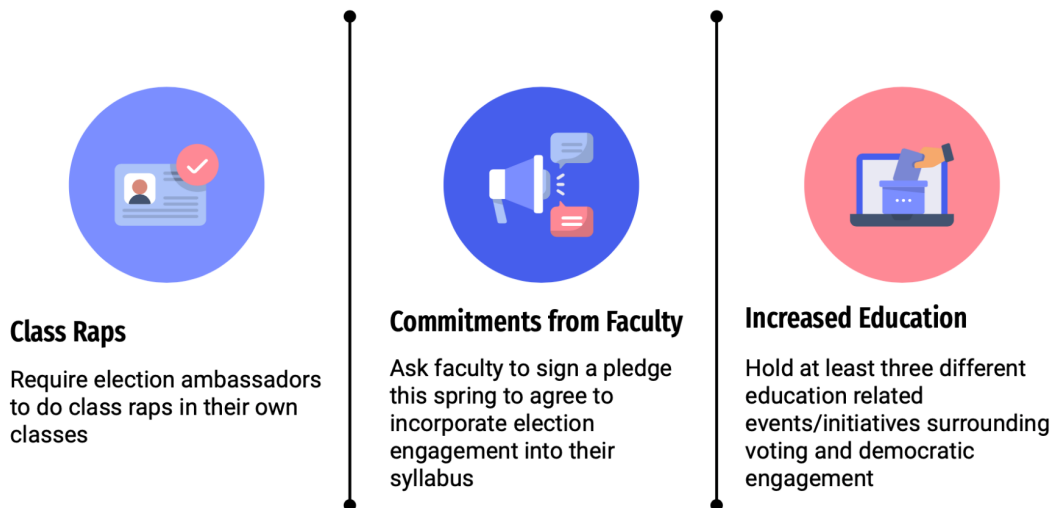 Class Raps
Require election ambassadors
to do class raps in their own
classes
Commitments from Faculty
Ask faculty to sign a pledge
this spring to agree to
incorporate election
engagement into their
syllabus
Increased Education
Hold at least three different
education related
events/initiatives surrounding
voting and democratic
engagement